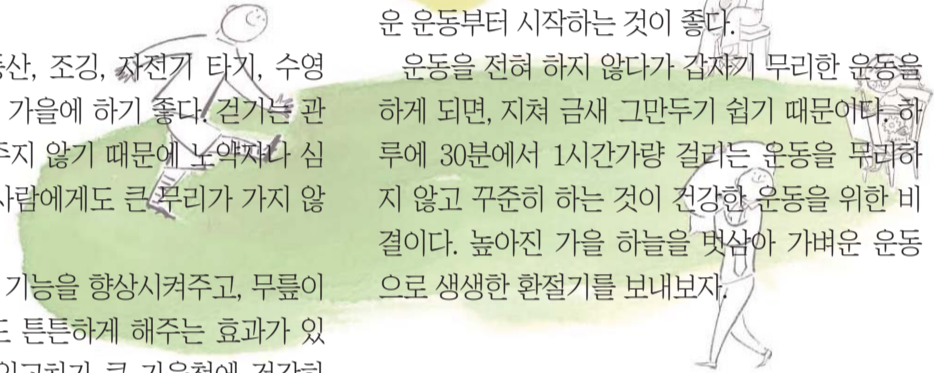 산, 조깅, 자전거 타기, 수영
가을에 하기 좋다. 걷기는 관
주지 않기 때문에 노약자나 심
사람에게도 큰 무리가 가지 않
기능을 향상시켜주고, 무릎이
튼튼하게 해주는 효과가 있
큰 가을철에 건강하
운 운동부터 시작하는 것이 좋다.
운동을 전혀 하지 않다가 갑자기 무리한 운동을
하게 되면, 지쳐 금새 그만두기 쉽기 때문이다. 하
루에 30분에서 1시간가량 걸리는 운동을 무리하
지 않고 꾸준히 하는 것이 건강한 운동을 위한 비
결이다. 높아진 가을 하늘을 벗삼아 가벼운 운동
으로 생생한 환절기를 보내보자.